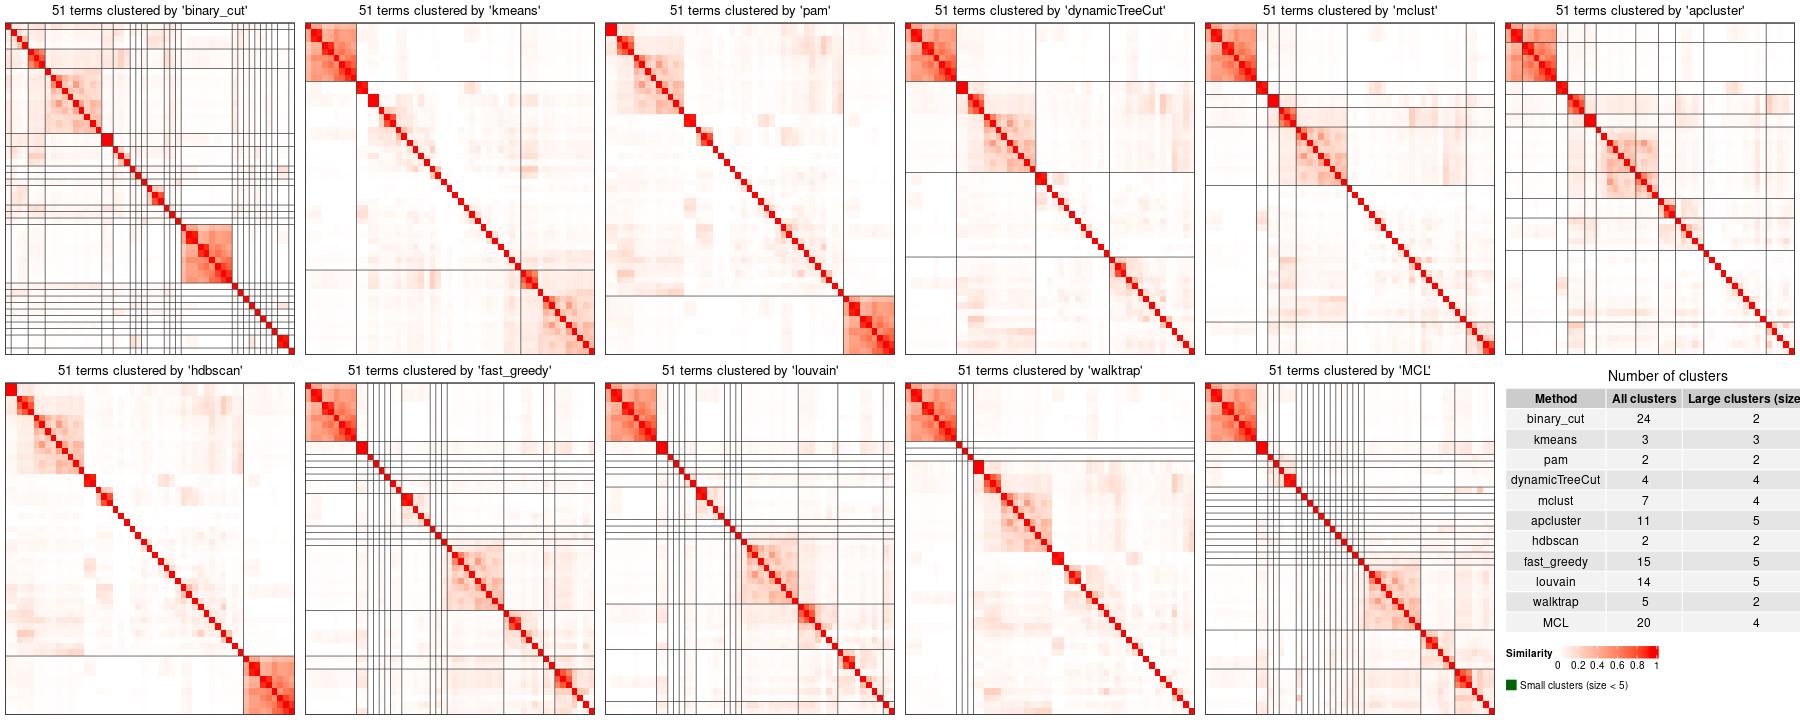 51 terms clustered by 'binary_cut'
51 terms clustered by 'kmeans'
51 terms clustered by 'pam'
51 terms clustered by 'dynamicTreeCut'
51 terms clustered by 'mclust'
51 terms clustered by 'apcluster'
51 terms clustered by 'hdbscan'
51 terms clustered by 'fast_greedy'
51 terms clustered by 'louvain'
51 terms clustered by 'walktrap'
51 terms clustered by 'MCL'
Number of clusters
Method All clusters Large clusters (size
binary_cut 24 2
kmeans 3 3
pam 2 2
dynamicTreeCut 4 4
mclust 7 4
apcluster 11 5
hdbscan 2 2
fast_greedy 15 5
louvain 14 5
walktrap 5 2
MCL 20 4
Similarity
0 0.2 0.4 0.6 0.8 1
Small clusters (size < 5)